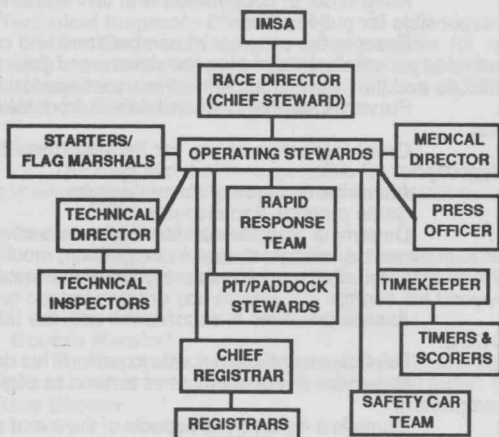 IMSA
RACE DIRECTOR
(CHIEF STEWARD)
STARTERS/
FLAG MARSHALS
OPERATING STEWARDS
MEDICAL
DIRECTOR
TECHNICAL
DIRECTOR
RAPID
RESPONSE
TEAM
PRESS
OFFICER
TECHNICAL
INSPECTORS
PIT/PADDOCK
STEWARDS
TIMEKEEPER
TIMERS &
SCORERS
CHIEF
REGISTRAR
REGISTRARS
SAFETY CAR
TEAM